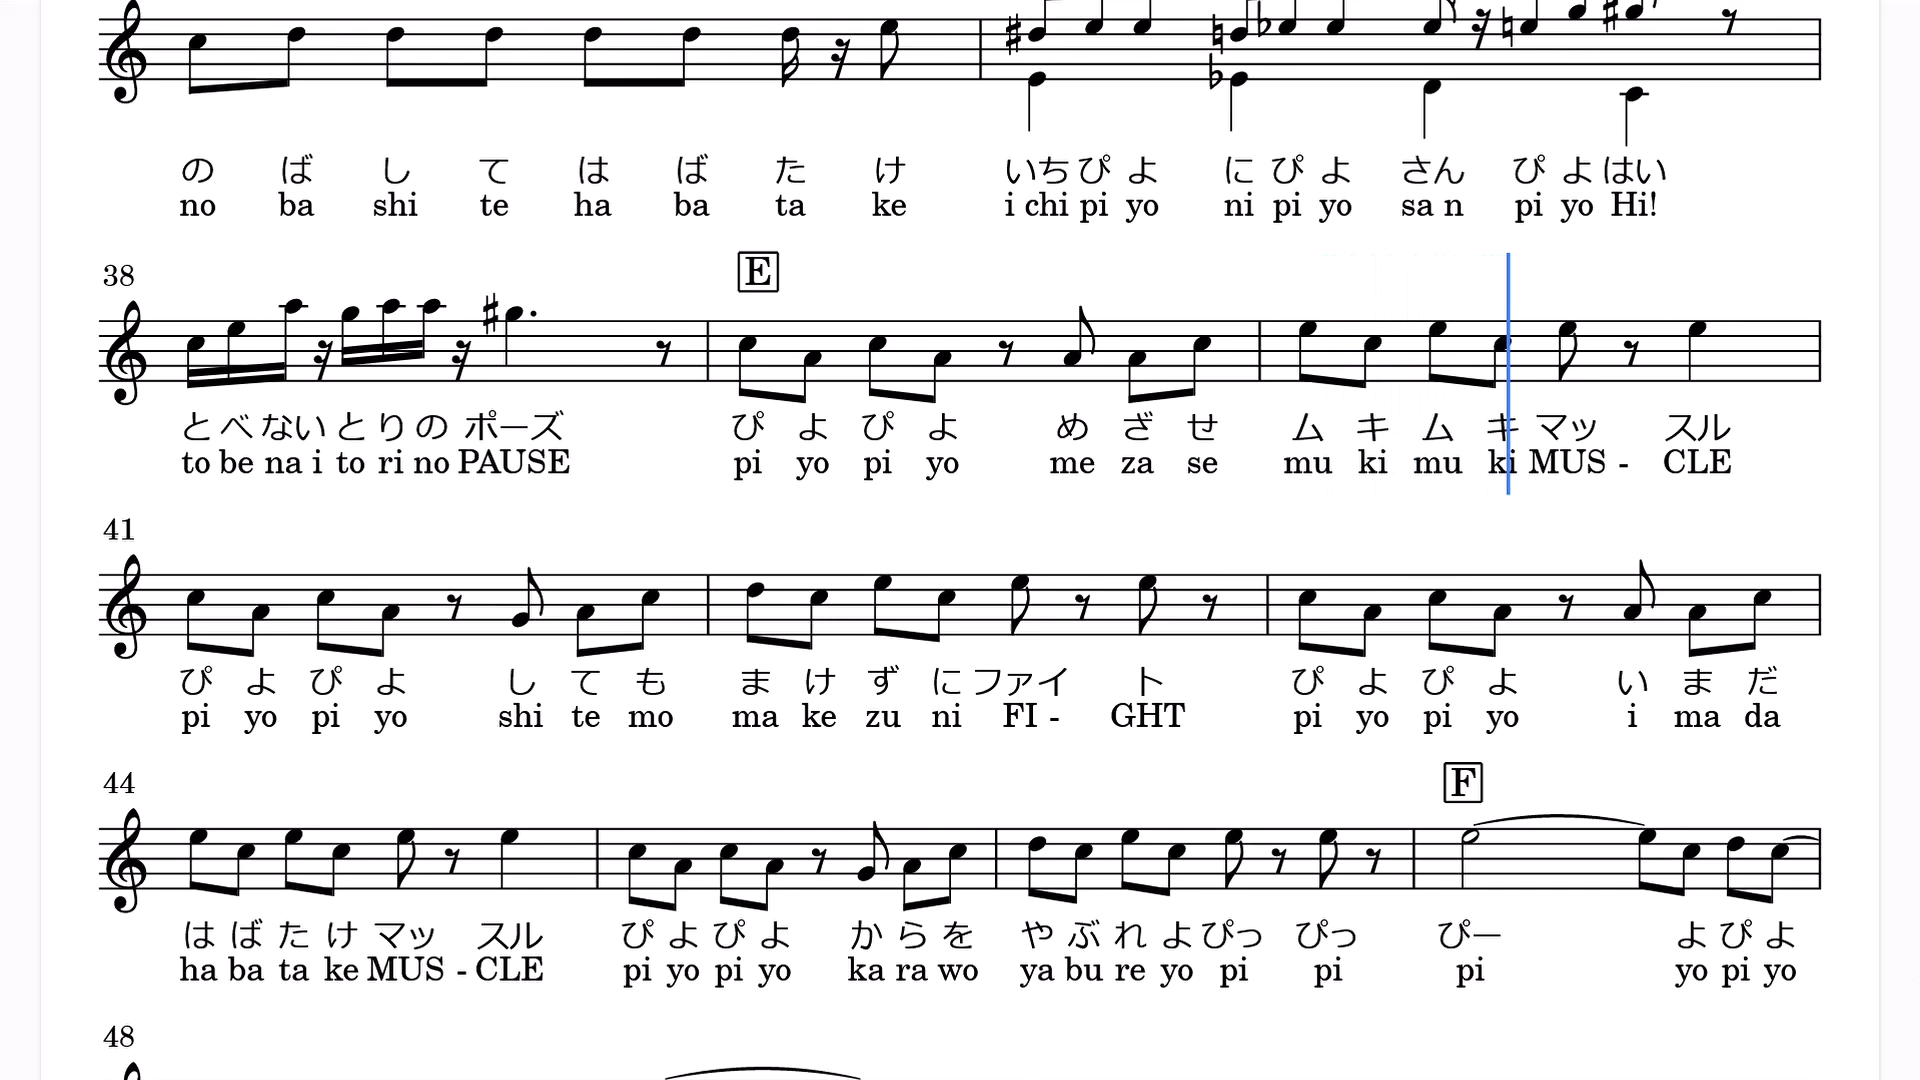 の ば し て は ば た け いち ぴ よ に ぴ よ さん ぴ よ はい
no ba shi te ha ba ta ke i chi pi yo ni pi yo sa n pi yo Hi!
38 E
と べ ない と り の ポーズ ぴ よ ぴ よ め ざ せ ム キ ム キ マッ スル
to be na i to ri no PAUSE pi yo pi yo me za se mu ki mu ki MUS - CLE
41
ぴ よ ぴ よ し て も ま け ず に ファイ ト ぴ よ ぴ よ い ま だ
pi yo pi yo shi te mo ma ke zu ni FI - GHT pi yo pi yo i ma da
44 F
は ば た け マッ スル ぴ よ ぴ よ か ら を や ぶ れ よ ぴっ ぴっ ぴー よ ぴ よ
ha ba ta ke MUS - CLE pi yo pi yo ka ra wo ya bu re yo pi pi pi yo pi yo
48